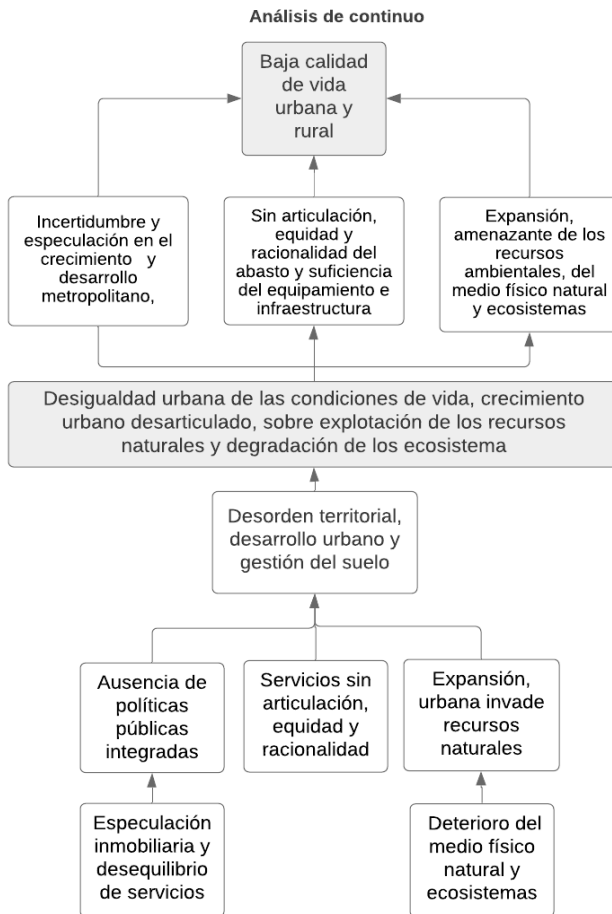 Análisis de continuo
Baja calidad
de vida
urbana y
rural
Incertidumbre y
especulación en el
crecimiento y
desarrollo
metropolitano,
Sin articulación,
equidad y
racionalidad del
abasto y suficiencia
del equipamiento e
infraestructura
Expansión,
amenazante de los
recursos
ambientales, del
medio físico natural
y ecosistemas
Desigualdad urbana de las condiciones de vida, crecimiento
urbano desarticulado, sobre explotación de los recursos
naturales y degradación de los ecosistema
Desorden territorial,
desarrollo urbano y
gestión del suelo
Ausencia de
políticas
públicas
integradas
Servicios sin
articulación,
equidad y
racionalidad
Expansión,
urbana invade
recursos
naturales
Especulación
inmobiliaria y
desequilibrio
de servicios
Deterioro del
medio físico
natural y
ecosistemas